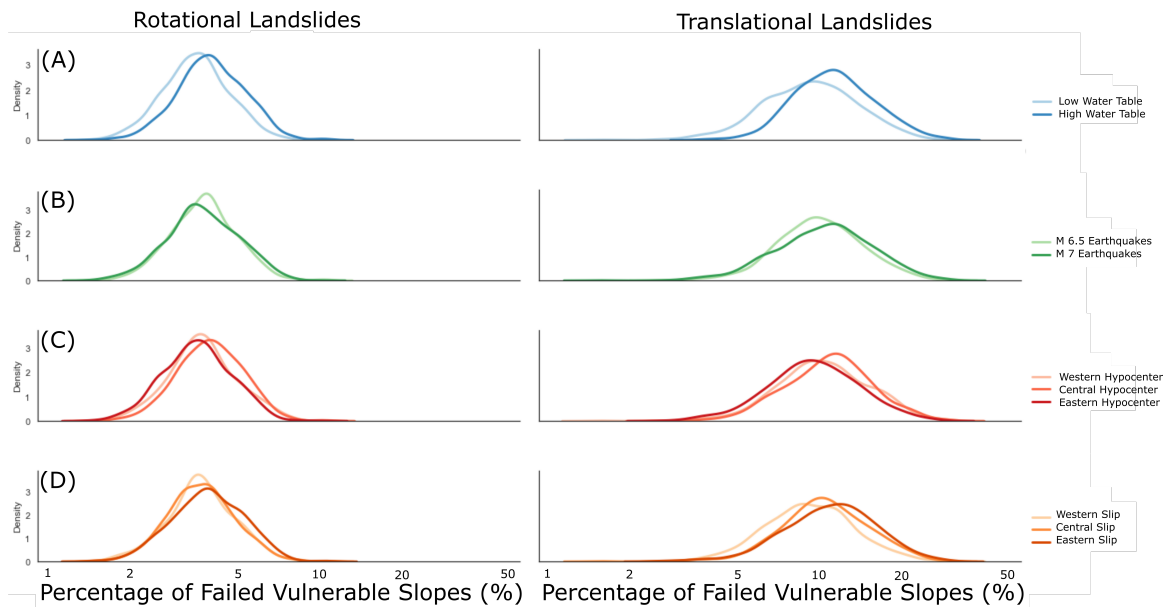 Rotational Landslides Translational Landslides
(A)
3
2
1
0
Density
Low Water Table
High Water Table
(B)
3
2
1
0
Density
M 6.5 Earthquakes
M 7 Earthquakes
(C)
3
2
1
0
Density
Western Hypocenter
Central Hypocenter
Eastern Hypocenter
(D)
3
2
1
0
Density
Western Slip
Central Slip
Eastern Slip
1 2 5 10 20 50 1 2 5 10 20 50
Percentage of Failed Vulnerable Slopes (%) Percentage of Failed Vulnerable Slopes (%)